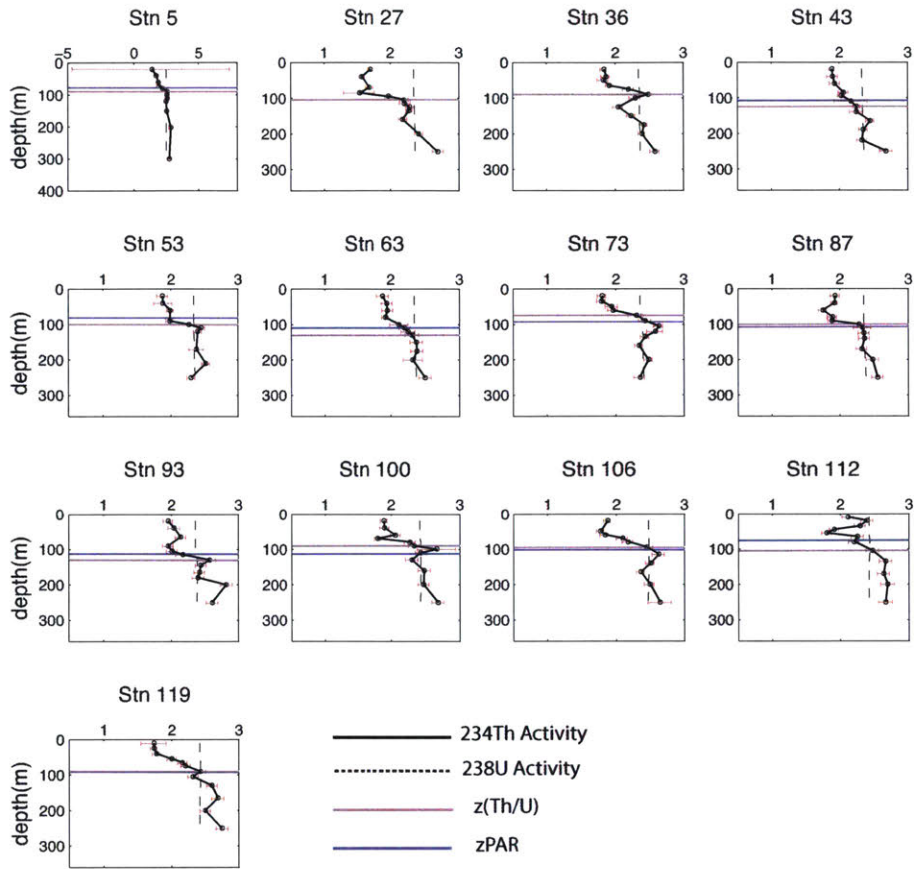 Stn 5 Stn 27 Stn 36 Stn 43
-5 0 5 1 2 3 1 2 3 1 2 3
depth(m)
0 0 0 0
100 100 100 100
200 200 200 200
300 300 300 300
400
Stn 53 Stn 63 Stn 73 Stn 87
1 2 3 1 2 3 1 2 3 1 2 3
depth(m)
0 0 0 0
100 100 100 100
200 200 200 200
300 300 300 300
Stn 93 Stn 100 Stn 106 Stn 112
1 2 3 1 2 3 1 2 3 1 2 3
depth(m)
0 0 0 0
100 100 100 100
200 200 200 200
300 300 300 300
Stn 119
1 2 3
depth(m)
0
100
200
300
234Th Activity
238U Activity
z(Th/U)
zPAR